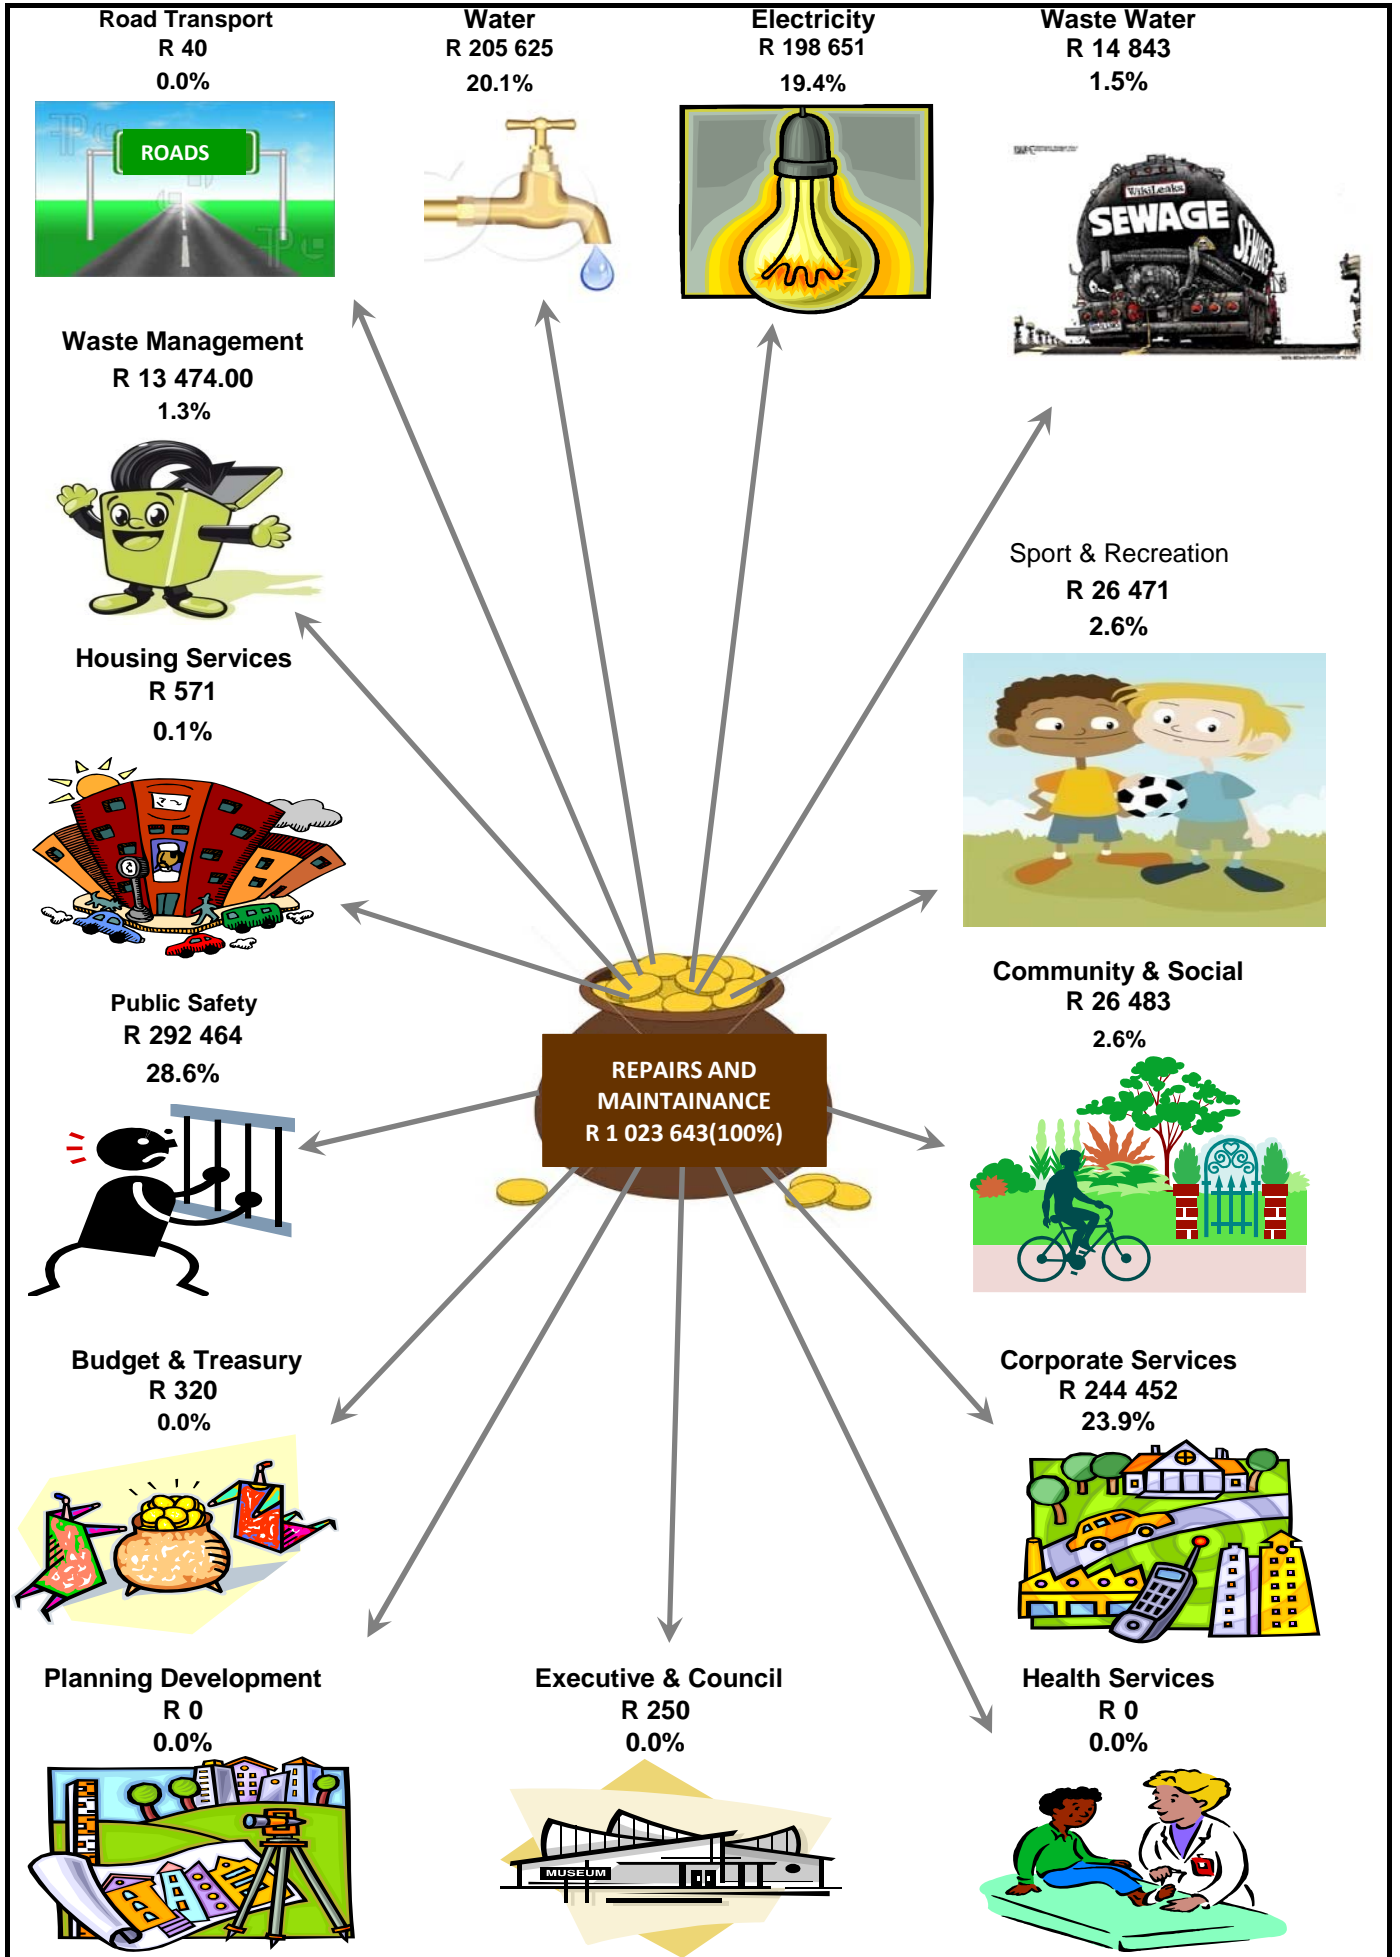 Road Transport
R 40
0.0%
ROADS
Water
R 205 625
20.1%
Electricity
R 198 651
19.4%
Waste Water
R 14 843
1.5%
WikiLeaks
SEWAGE
SEWAGE
Waste Management
R 13 474.00
1.3%
Sport & Recreation
R 26 471
2.6%
Housing Services
R 571
0.1%
Public Safety
R 292 464
28.6%
Community & Social
R 26 483
2.6%
REPAIRS AND
MAINTAINANCE
R 1 023 643(100%)
Budget & Treasury
R 320
0.0%
Corporate Services
R 244 452
23.9%
Planning Development
R 0
0.0%
Executive & Council
R 250
0.0%
MUSEUM
Health Services
R 0
0.0%